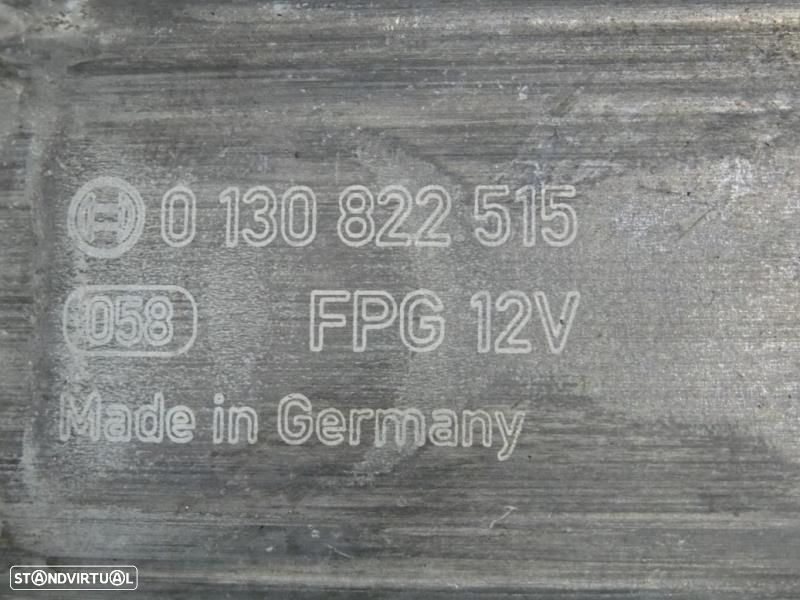 0 130 822 515
058 FPG 12V
Made in Germany
STANDVIRTUAL